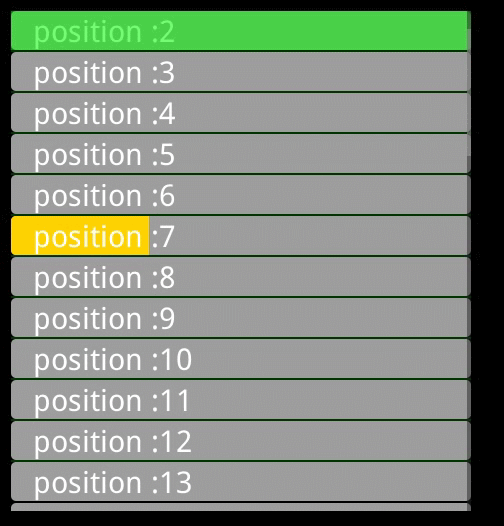 position :2
position :3
position :4
position :5
position :6
position :7
position :8
position :9
position :10
position :11
position :12
position :13